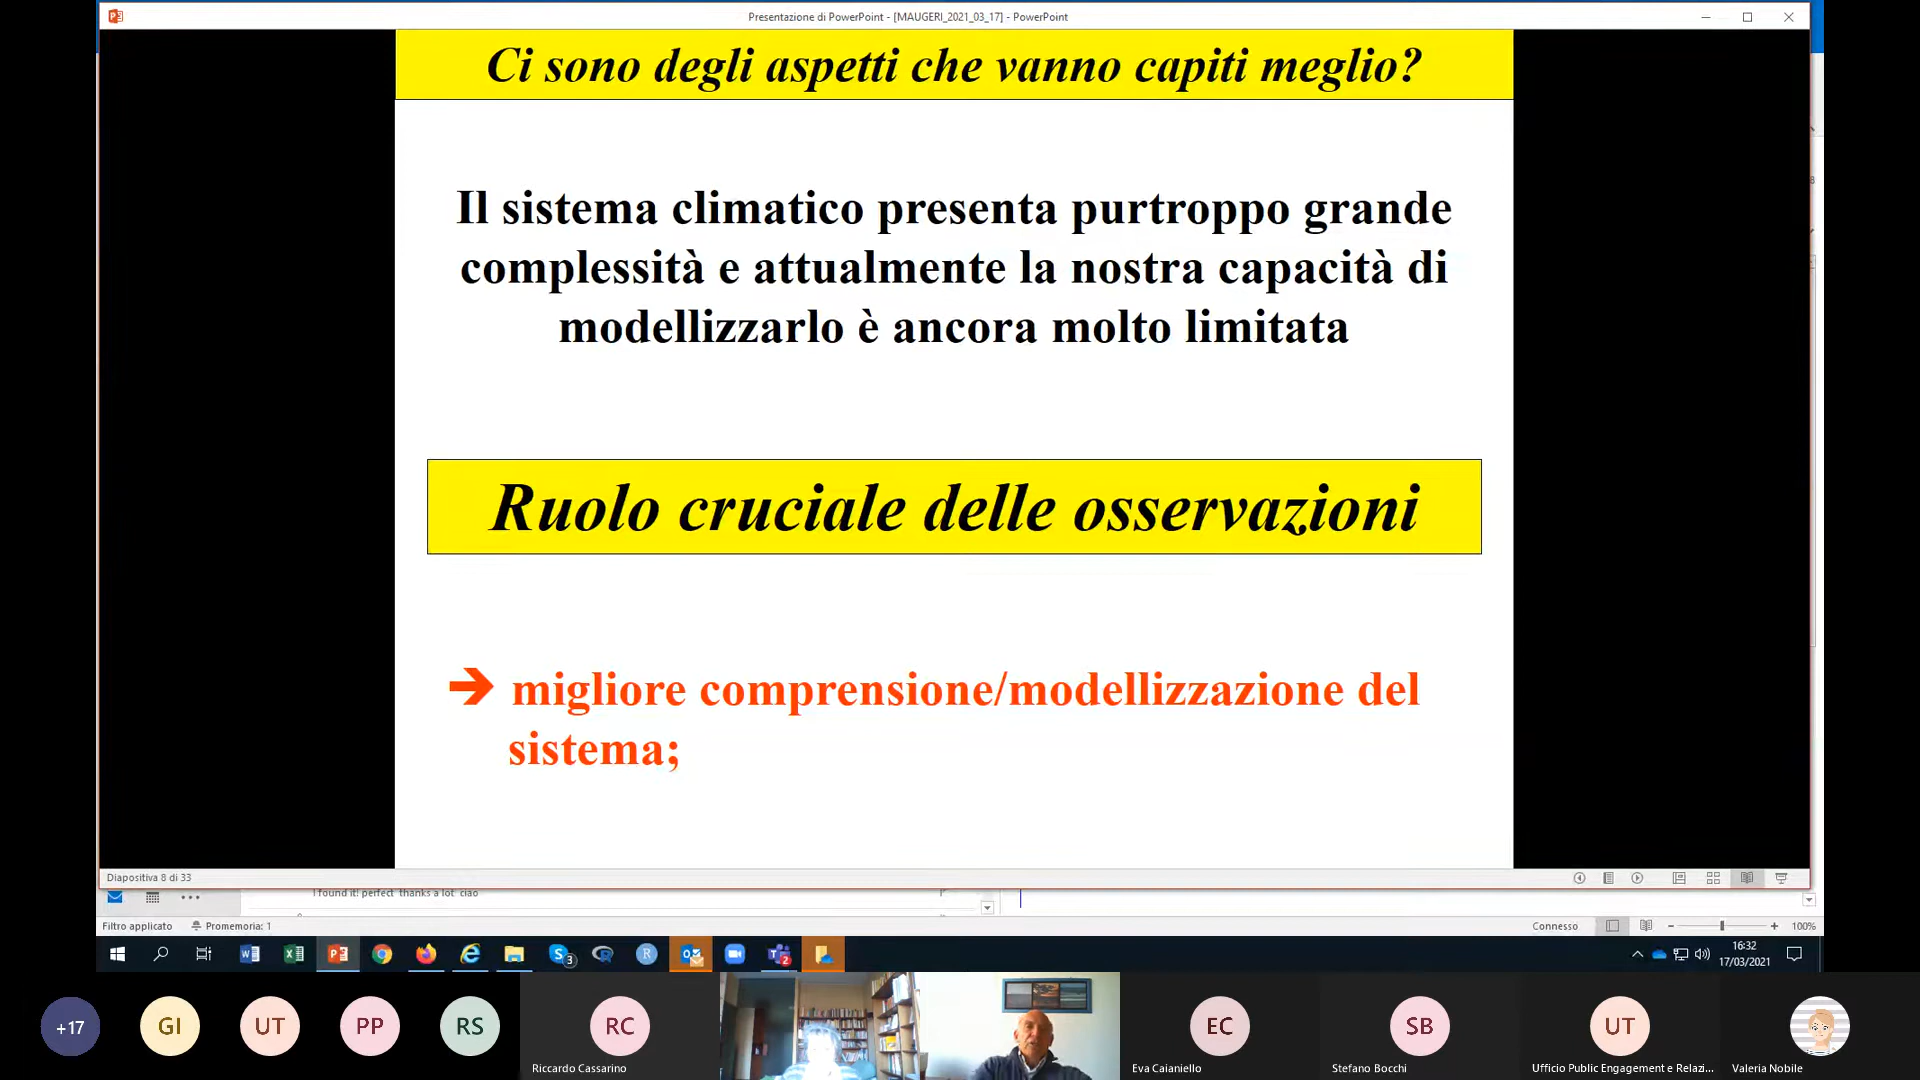 Presentazione di PowerPoint - [MAUGERI_2021_03_17] - PowerPoint
Ci sono degli aspetti che vanno capiti meglio?
Il sistema climatico presenta purtroppo grande
complessità e attualmente la nostra capacità di
modellizzarlo è ancora molto limitata
Ruolo cruciale delle osservazioni
➔ migliore comprensione/modellizzazione del
sistema;
Diapositiva 8 di 33
I found it! perfect thanks a lot ciao
Filtro applicato
Promemoria: 1
Connesso
100%
3
2
16:32
17/03/2021
+17
GI
UT
PP
RS
RC
EC
SB
UT
Riccardo Cassarino
Eva Caianiello
Stefano Bocchi
Ufficio Public Engagement e Relazi...
Valeria Nobile